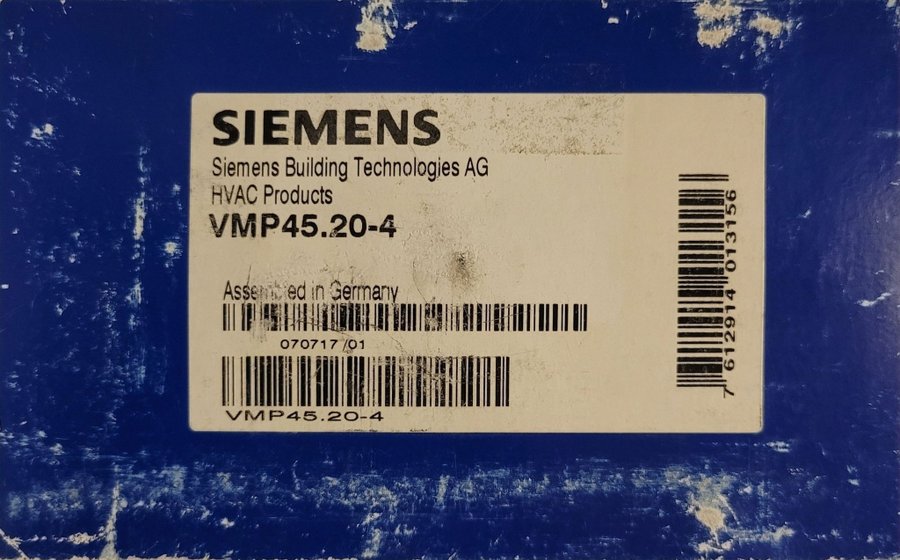 SIEMENS
Siemens Building Technologies AG
HVAC Products
VMP45.20-4
Assembled in Germany
070717/01
VMP45.20-4
7 612914 013156